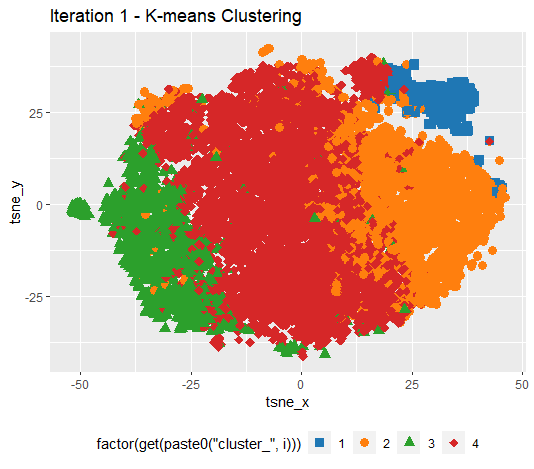 Iteration 1 - K-means Clustering
tsne_y
25
0
-25
-50
-25
0
25
50
tsne_x
factor(get(paste0("cluster_", i))) 1 2 3 4